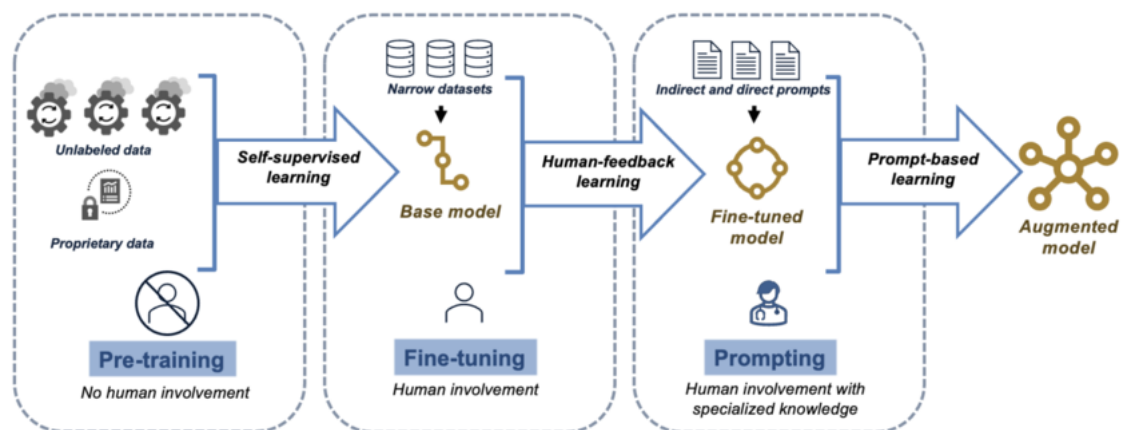 Unlabeled data
Proprietary data
Pre-training
No human involvement
Self-supervised
learning
Narrow datasets
Base model
Fine-tuning
Human involvement
Human-feedback
learning
Indirect and direct prompts
Fine-tuned
model
Prompting
Human involvement with
specialized knowledge
Prompt-based
learning
Augmented
model